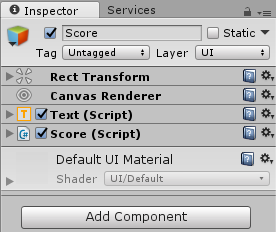 Inspector Services
Score Static
Tag Untagged Layer UI
Rect Transform
Canvas Renderer
Text (Script)
Score (Script)
Default UI Material
Shader UI/Default
Add Component